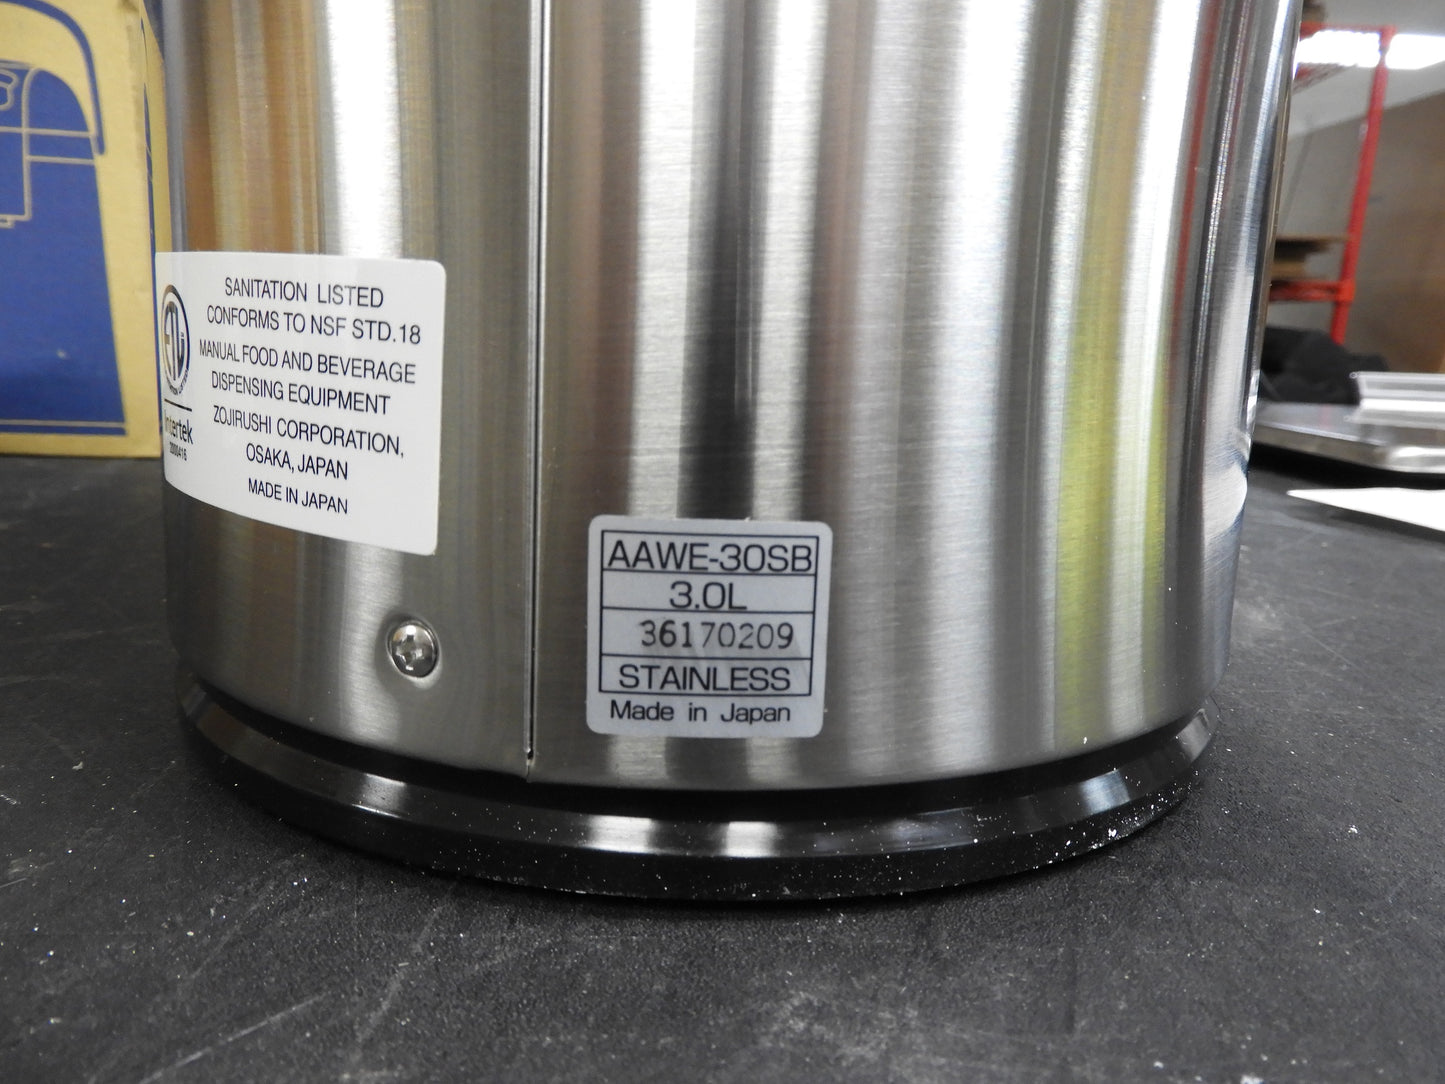 SANITATION LISTED
CONFORMS TO NSF STD.18
MANUAL FOOD AND BEVERAGE
DISPENSING EQUIPMENT
ZOJIRUSHI CORPORATION,
OSAKA, JAPAN
MADE IN JAPAN
ETL
Intertek
AAWE-30SB
3.0L
36170209
STAINLESS
Made in Japan